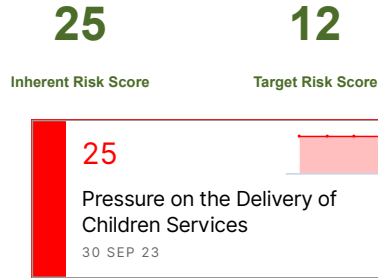 25 12
Inherent Risk Score Target Risk Score
25
Pressure on the Delivery of
Children Services
30 SEP 23